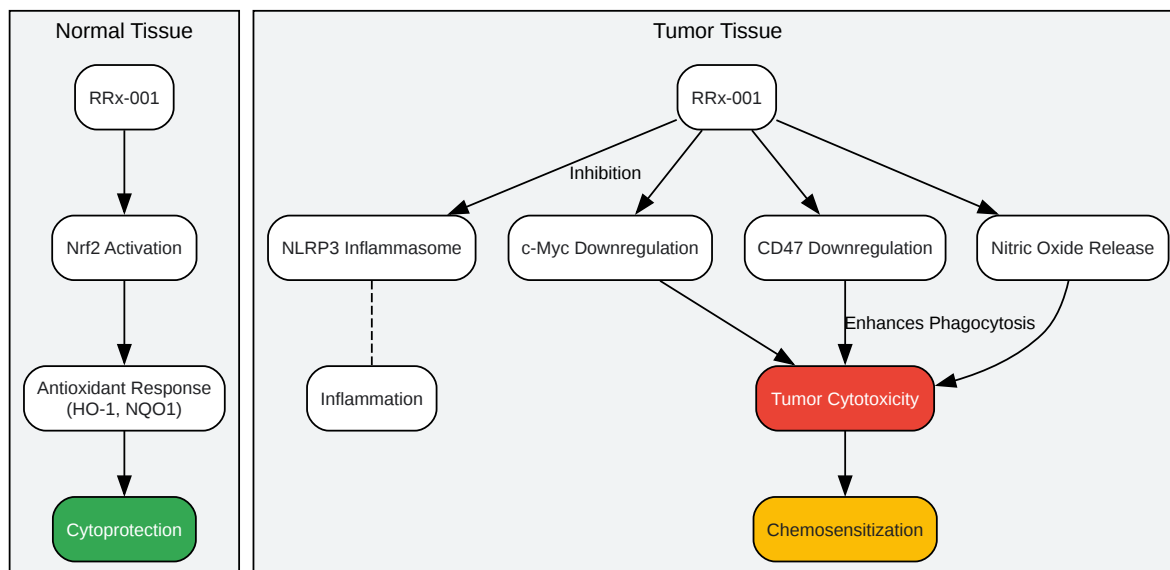 Normal Tissue
RRx-001
Nrf2 Activation
Antioxidant Response
(HO-1, NQO1)
Cytoprotection
Tumor Tissue
RRx-001
Inhibition
NLRP3 Inflammasome
c-Myc Downregulation
CD47 Downregulation
Nitric Oxide Release
Enhances Phagocytosis
Inflammation
Tumor Cytotoxicity
Chemosensitization